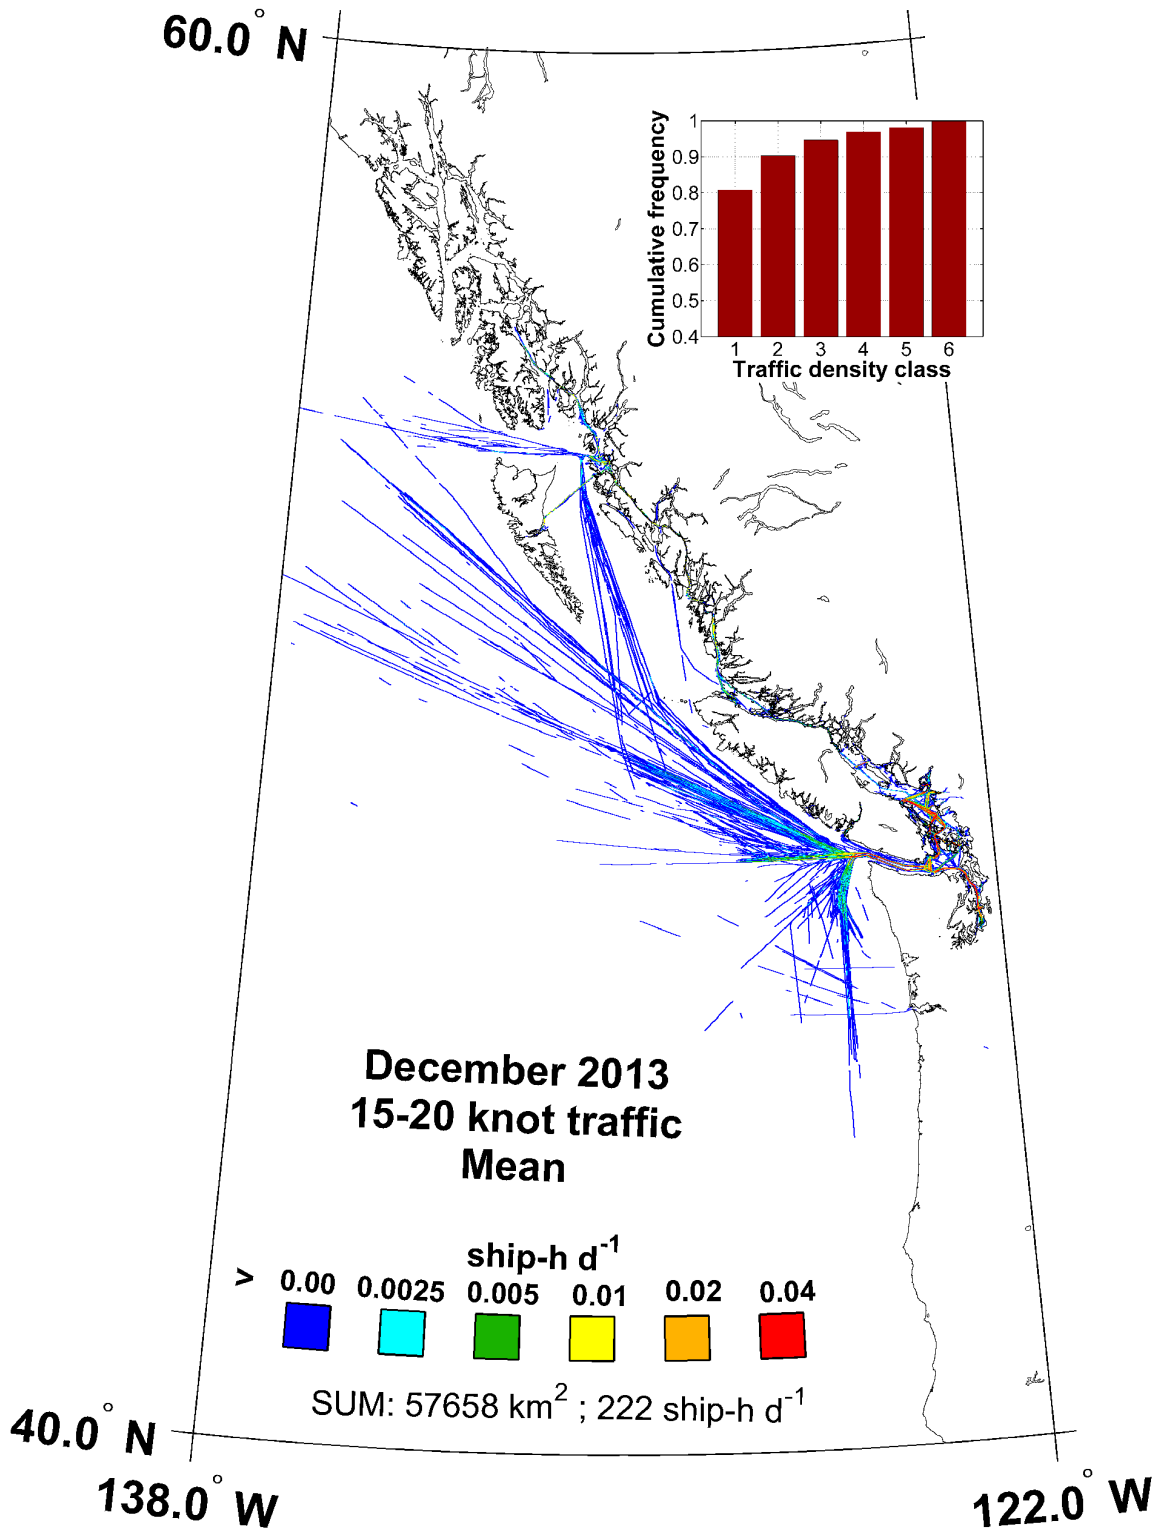 60.0° N
Cumulative frequency
1
0.9
0.8
0.7
0.6
0.5
0.4
1 2 3 4 5 6
Traffic density class
December 2013
15-20 knot traffic
Mean
ship-h d⁻¹
> 0.00 0.0025 0.005 0.01 0.02 0.04
SUM: 57658 km² ; 222 ship-h d⁻¹
40.0° N
138.0° W
122.0° W